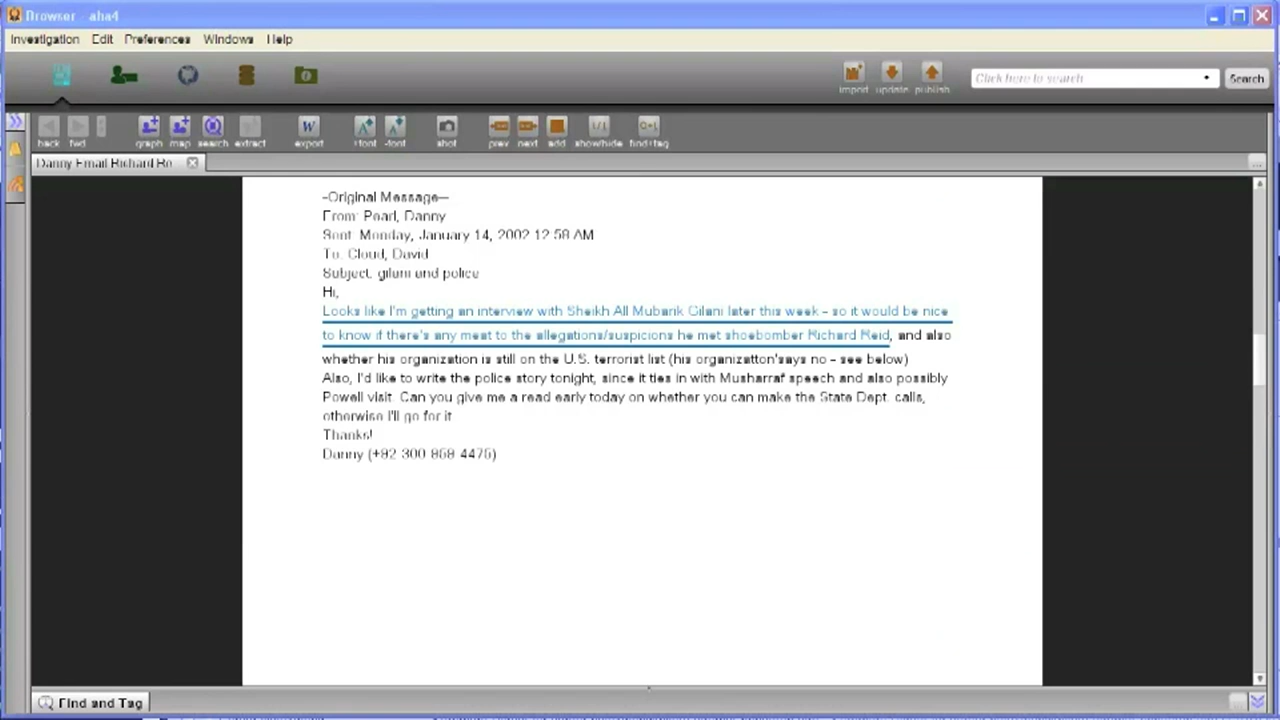 Browser - aha4
Investigation Edit Preferences Windows Help
import update publish
Click here to search
Search
back fwd graph map search extract export +font -font shot prev next add show/hide find+tag
Danny Email Richard Re
-Original Message—
From: Pearl, Danny
Sent: Monday, January 14, 2002 12:58 AM
To: Cloud, David
Subject: gilani and police
Hi,
Looks like I'm getting an interview with Sheikh All Mubarik Gilani later this week - so it would be nice
to know if there's any meat to the allegations/suspicions he met shoebomber Richard Reid, and also
whether his organization is still on the U.S. terrorist list (his organizatton'says no - see below)
Also, I'd like to write the police story tonight, since it ties in with Musharraf speech and also possibly
Powell visit. Can you give me a read early today on whether you can make the State Dept. calls,
otherwise I'll go for it
Thanks!
Danny (+92 300 858 4475)
Find and Tag